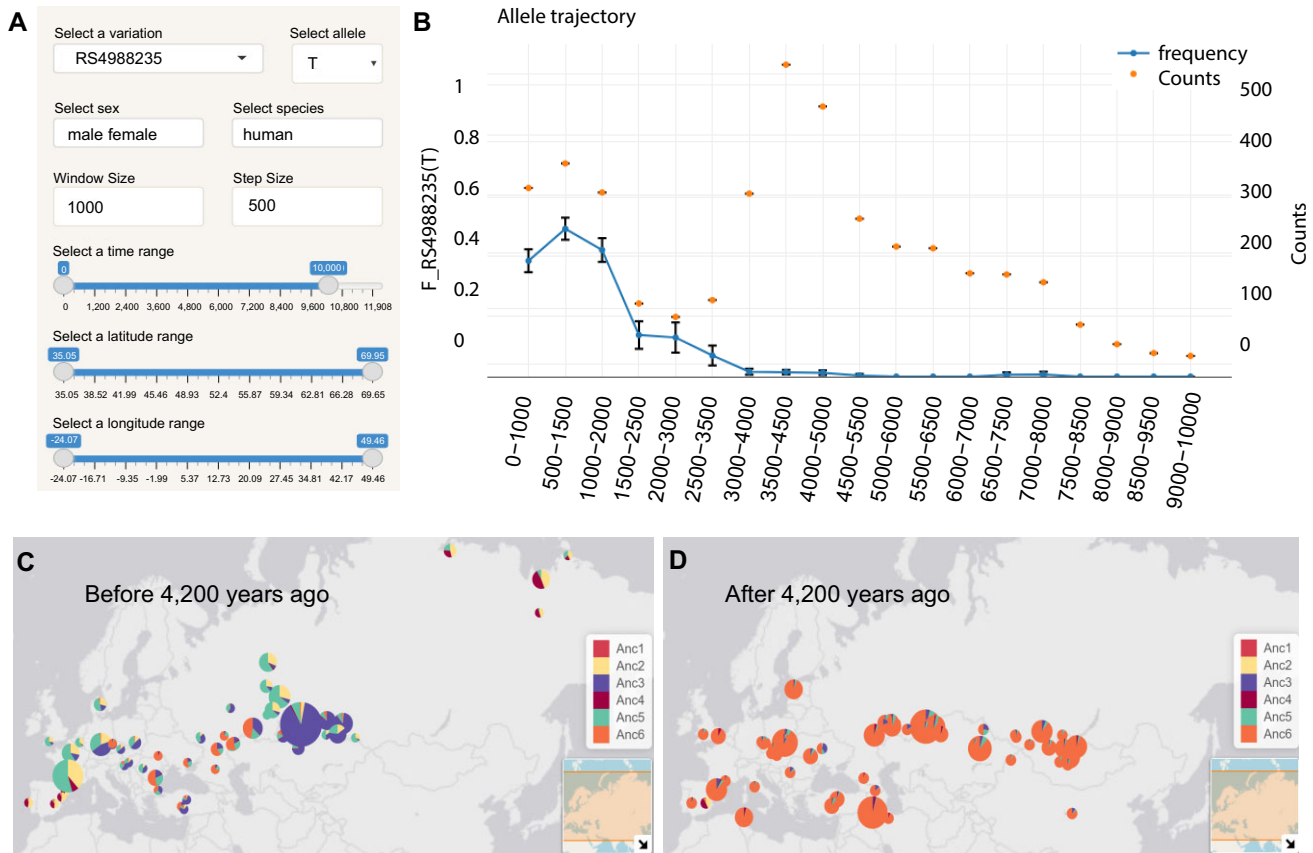 A
Select a variation
Select allele
RS4988235
T
Select sex
Select species
male female
human
Window Size
Step Size
1000
500
Select a time range
0
10,000
0 1,200 2,400 3,600 4,800 6,000 7,200 8,400 9,600 10,800 11,908
Select a latitude range
35.05
69.95
35.05 38.52 41.99 45.46 48.93 52.4 55.87 59.34 62.81 66.28 69.65
Select a longitude range
-24.07
49.46
-24.07 -16.71 -9.35 -1.99 5.37 12.73 20.09 27.45 34.81 42.17 49.46
B
Allele trajectory
frequency
Counts
F_RS4988235(T)
1
0.8
0.6
0.4
0.2
0
Counts
500
400
300
200
100
0
0-1000
500-1500
1000-2000
1500-2500
2000-3000
2500-3500
3000-4000
3500-4500
4000-5000
4500-5500
5000-6000
5500-6500
6000-7000
6500-7500
7000-8000
7500-8500
8000-9000
8500-9500
9000-10000
C
Before 4,200 years ago
Anc1
Anc2
Anc3
Anc4
Anc5
Anc6
D
After 4,200 years ago
Anc1
Anc2
Anc3
Anc4
Anc5
Anc6